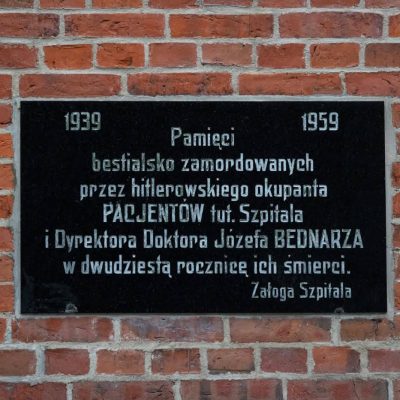 1939 1959
Pamięci
bestialsko zamordowanych
przez hitlerowskiego okupanta
PACJENTÓW tut. Szpitala
i Dyrektora Doktora Józefa BEDNARZA
w dwudziestą rocznicę ich śmierci.
Załoga Szpitala